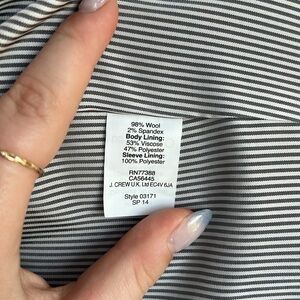 98% Wool
2% Spandex
Body Lining:
53% Viscose
47% Polyester
Sleeve Lining:
100% Polyester
RN77388
CA56445
J. CREW U.K. Ltd EC4V 6JA
Style 03171
SP 14